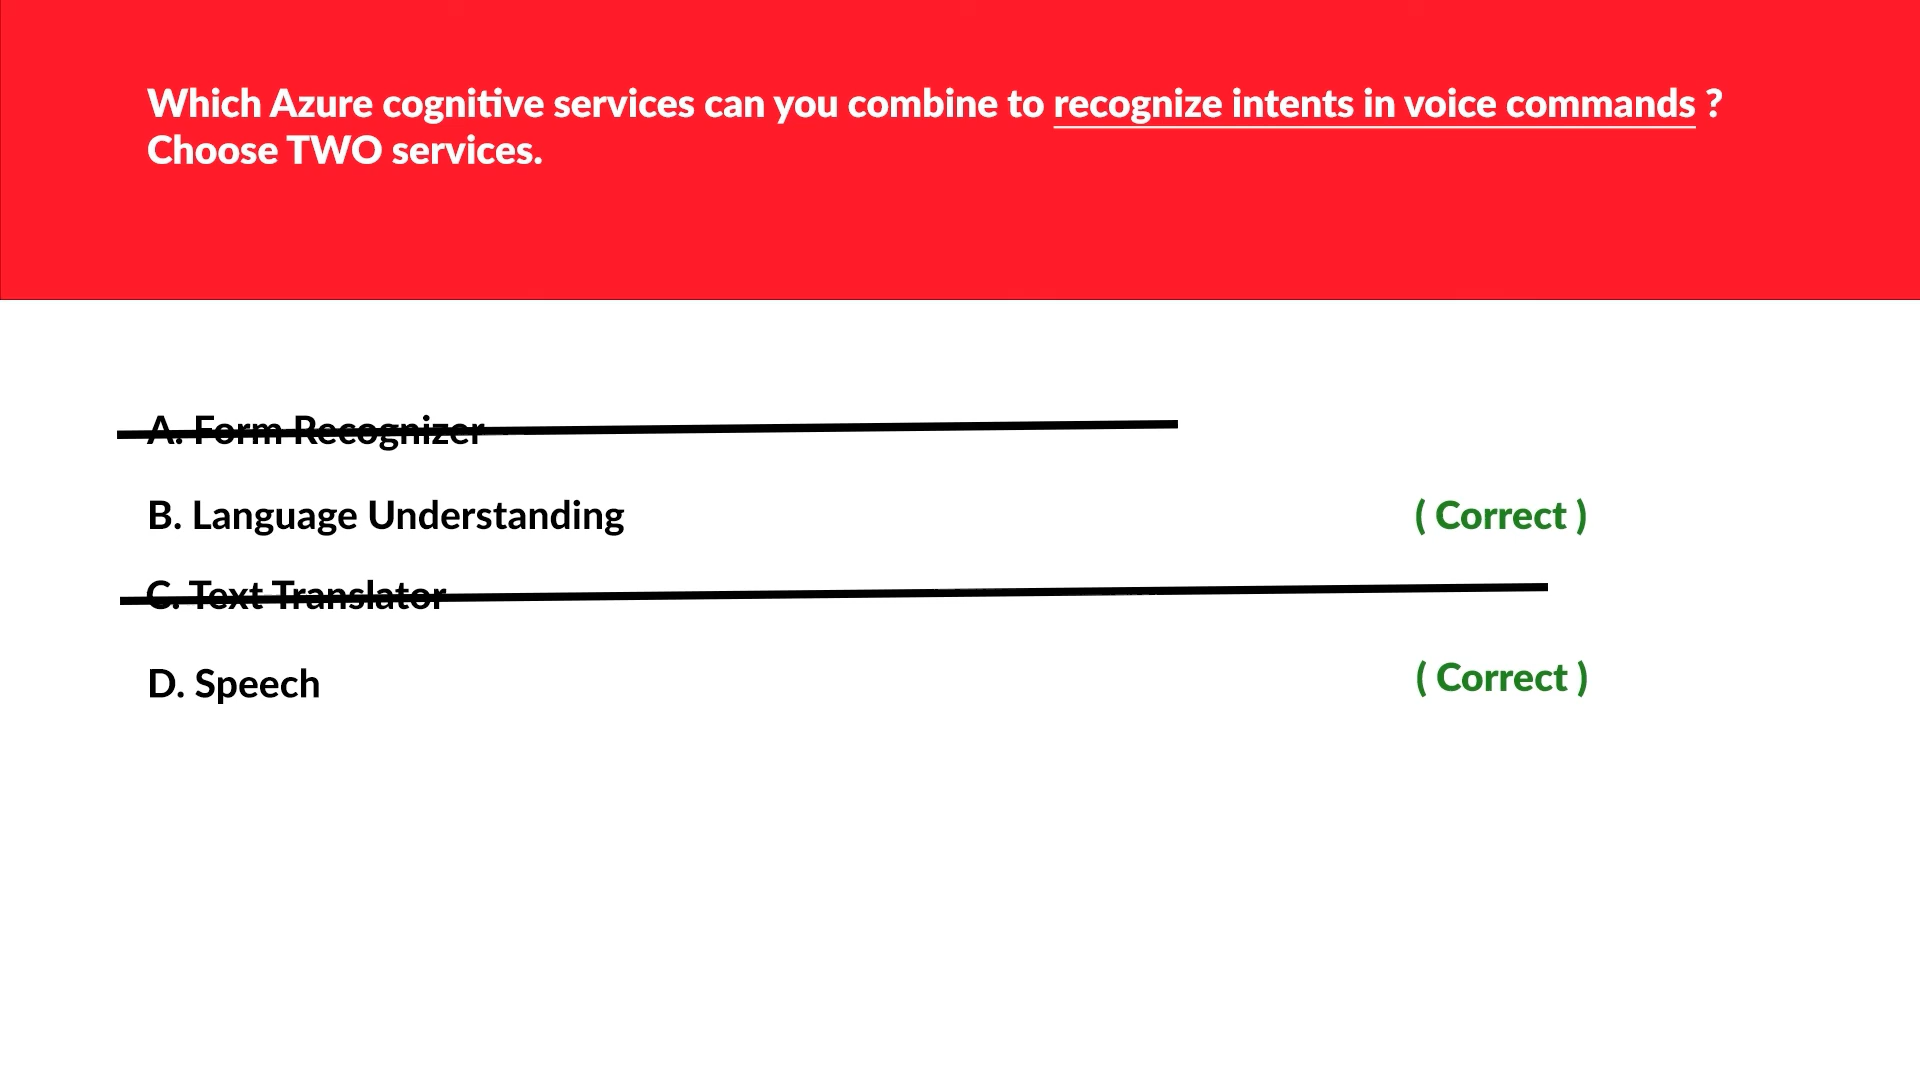 Which Azure cognitive services can you combine to recognize intents in voice commands ?
Choose TWO services.
A. Form Recognizer
B. Language Understanding ( Correct )
C. Text Translator
D. Speech ( Correct )